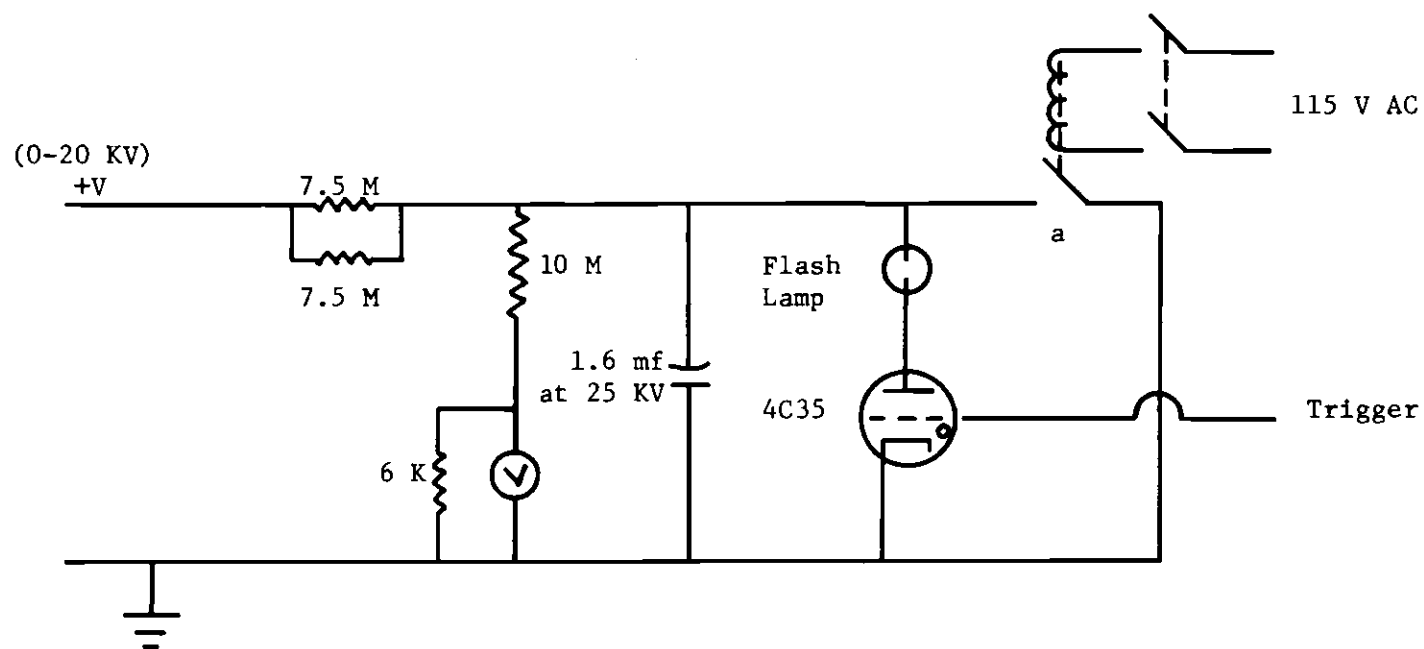 115 V AC
(0-20 KV)
+V
7.5 M
7.5 M
10 M
a
Flash
Lamp
1.6 mf
at 25 KV
4C35
Trigger
6 K
V